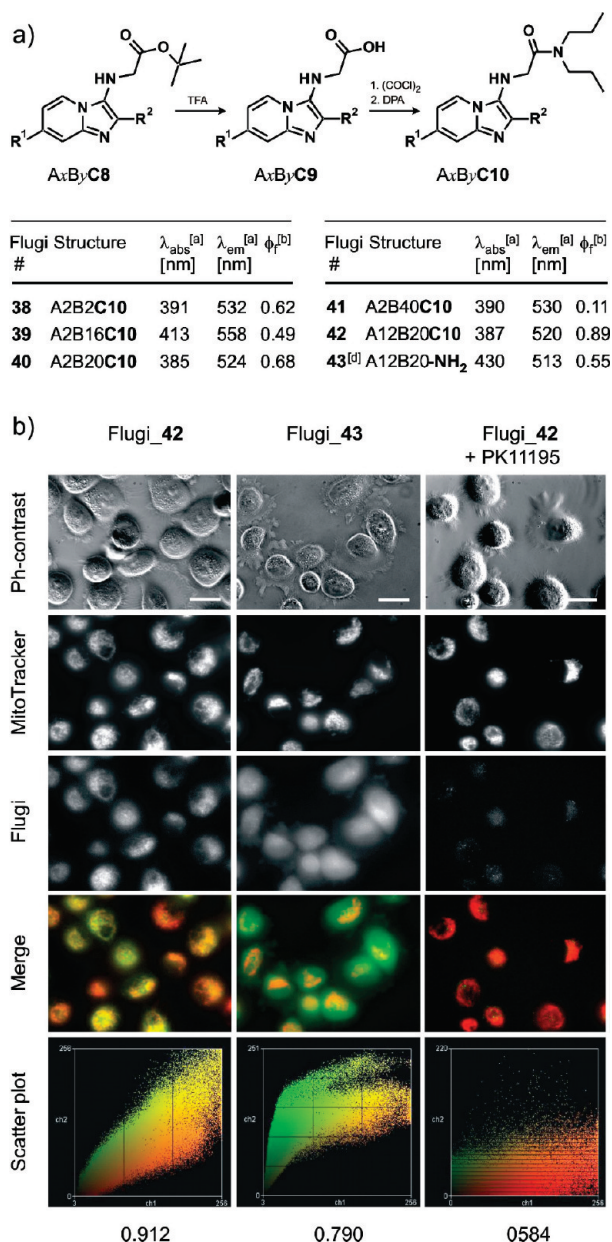 a)
O
O
HN
N
R1
N
R2
TFA
O
OH
HN
N
R1
N
R2
1. (COCl)2
2. DPA
O
N
HN
N
R1
N
R2
AxByC8
AxByC9
AxByC10
Flugi Structure λabs[a] λem[a] ϕf[b]
# [nm] [nm]
38 A2B2C10 391 532 0.62
39 A2B16C10 413 558 0.49
40 A2B20C10 385 524 0.68
Flugi Structure λabs[a] λem[a] ϕf[b]
# [nm] [nm]
41 A2B40C10 390 530 0.11
42 A12B20C10 387 520 0.89
43[d] A12B20-NH2 430 513 0.55
b)
Flugi_42
Flugi_43
Flugi_42
+ PK11195
Ph-contrast
MitoTracker
Flugi
Merge
Scatter plot
256
ch2
0
3 ch1 256
251
ch2
0
3 ch1 256
220
ch2
0
0 ch1 256
0.912
0.790
0584